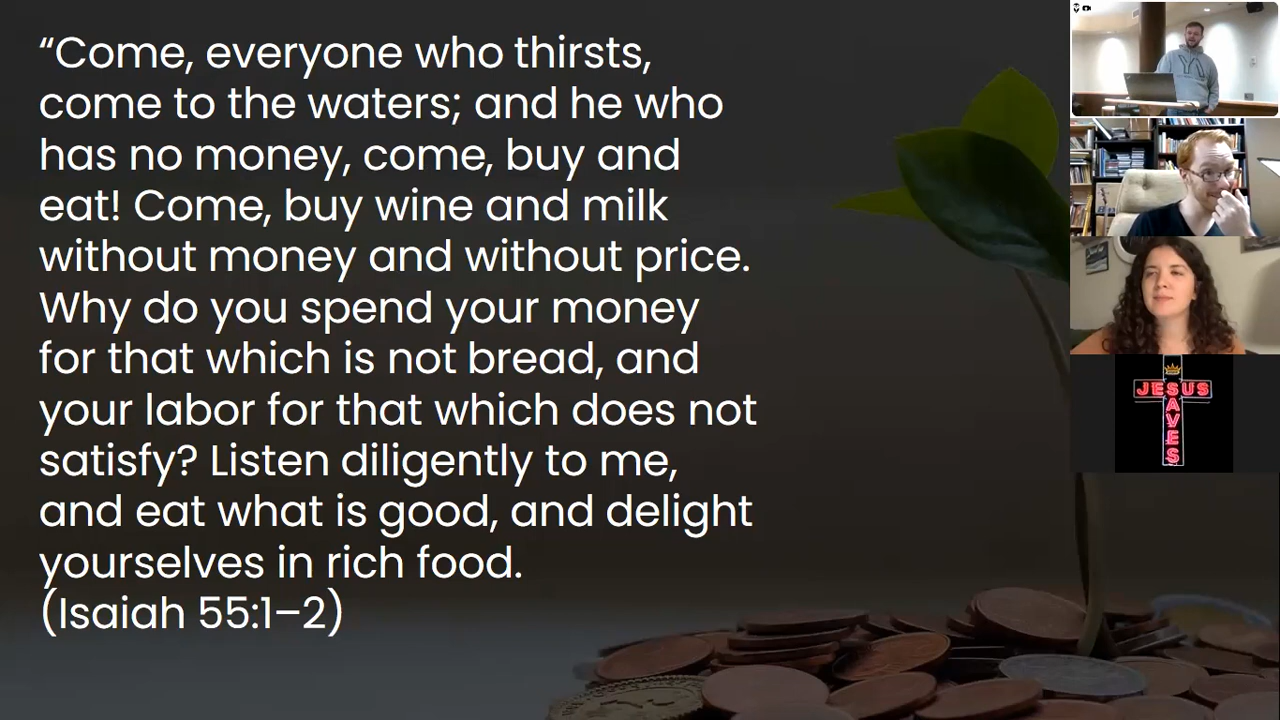 “Come, everyone who thirsts,
come to the waters; and he who
has no money, come, buy and
eat! Come, buy wine and milk
without money and without price.
Why do you spend your money
for that which is not bread, and
your labor for that which does not
satisfy? Listen diligently to me,
and eat what is good, and delight
yourselves in rich food.
(Isaiah 55:1–2)
JESUS
SAVES